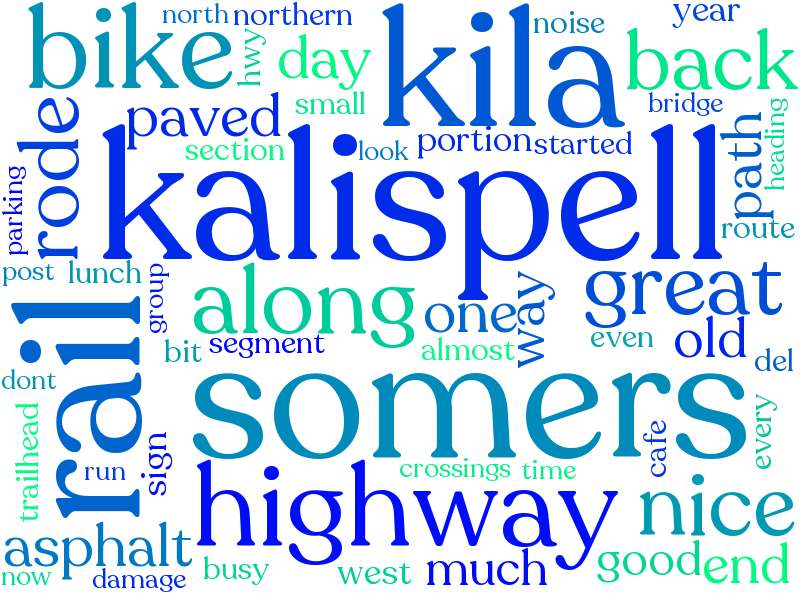 north
northern
year
bike
hwy
day
kila
noise
back
small
bridge
paved
rode
section
look
portion
started
path
heading
parking
kalispell
route
post
lunch
group
along
one
way
great
old
rail
bit
segment
almost
even
del
dont
somers
trailhead
run
sign
cafe
every
highway
crossings
time
nice
asphalt
now
damage
busy
west
much
good
end